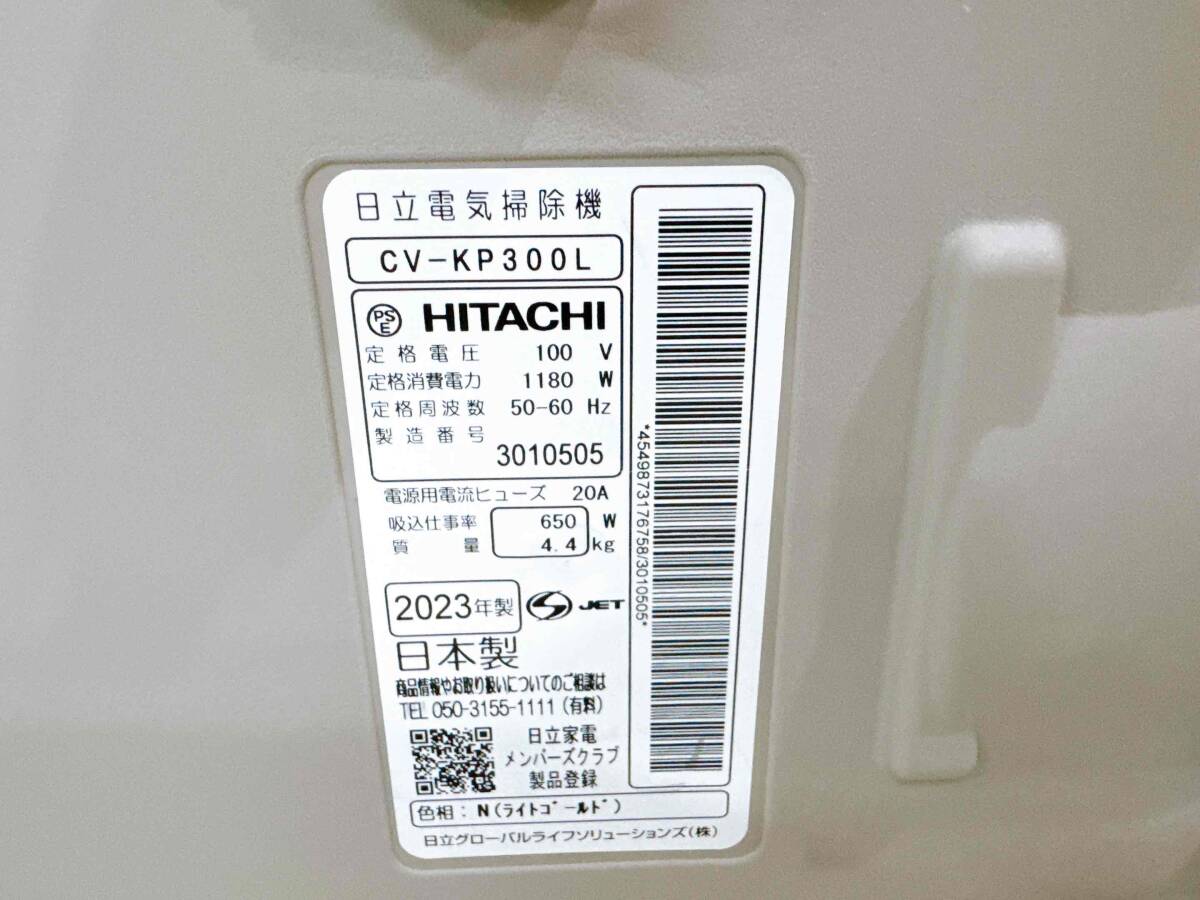 日立電気掃除機
CV-KP300L
PSE HITACHI
定格電圧 100 V
定格消費電力 1180 W
定格周波数 50-60 Hz
製造番号
3010505
電源用電流ヒューズ 20A
吸込仕事率 650 W
質量 4.4 kg
2023年製 S JET
日本製
商品情報やお取り扱いについてのご相談は
TEL 050-3155-1111 (有料)
日立家電
メンバーズクラブ
製品登録
色相: N(ライトゴールド)
日立グローバルライフソリューションズ(株)
*4549873176758/3010505*